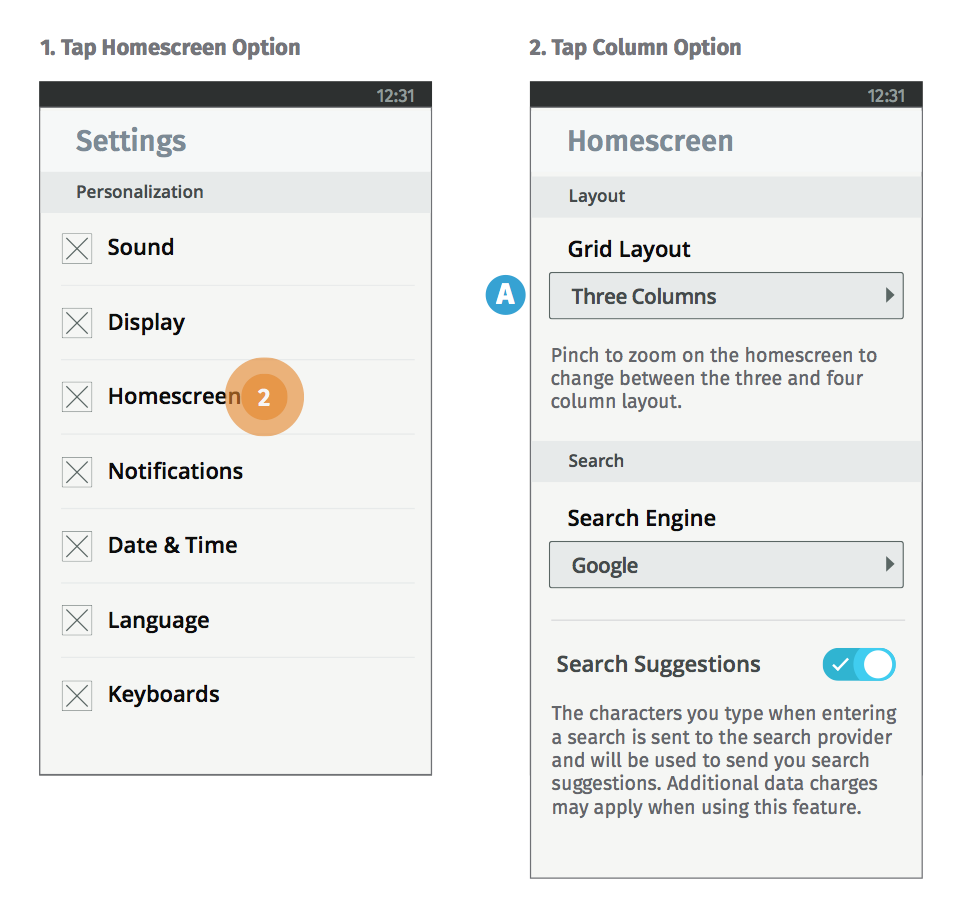 1. Tap Homescreen Option
12:31
Settings
Personalization
Sound
Display
Homescreen
2
Notifications
Date & Time
Language
Keyboards
2. Tap Column Option
12:31
Homescreen
Layout
Grid Layout
A
Three Columns
Pinch to zoom on the homescreen to
change between the three and four
column layout.
Search
Search Engine
Google
Search Suggestions
The characters you type when entering
a search is sent to the search provider
and will be used to send you search
suggestions. Additional data charges
may apply when using this feature.